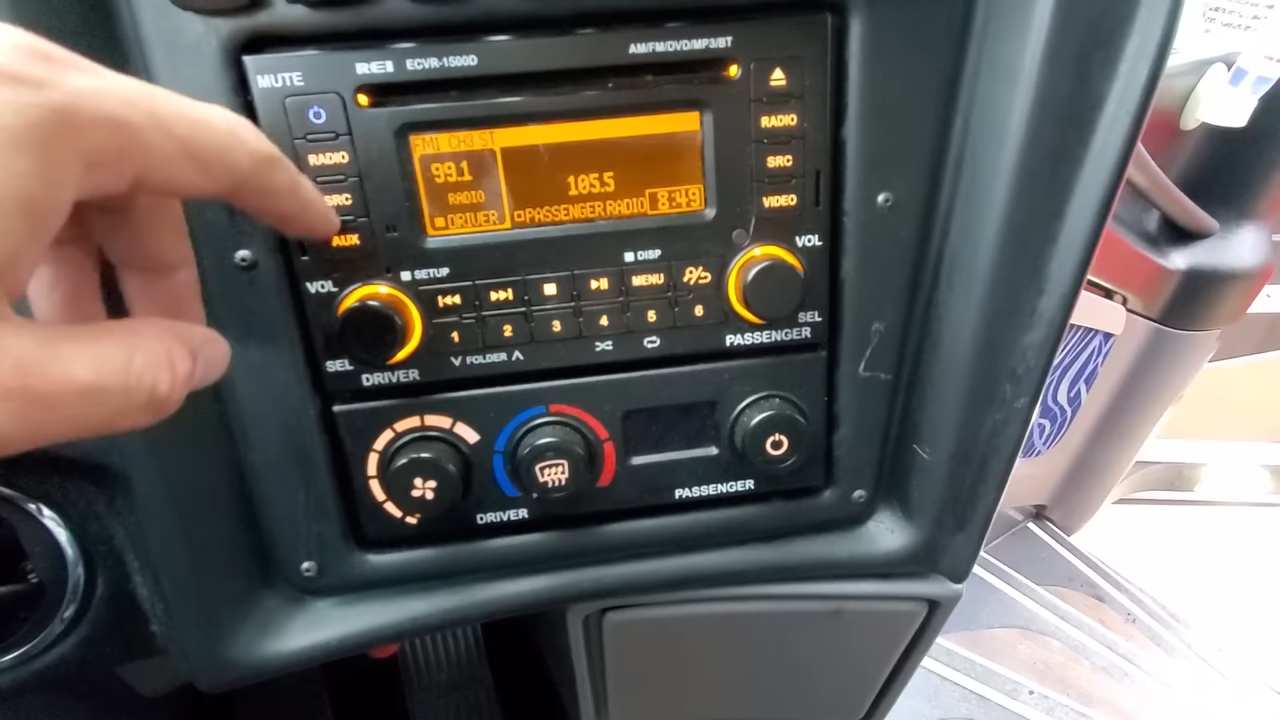 MUTE
REI ECVR-1500D
AM/FM/DVD/MP3/BT
RADIO
SRC
AUX
FM1 CH3 ST
99.1
RADIO
DRIVER
105.5
PASSENGER RADIO 8:49
RADIO
SRC
VIDEO
VOL
SETUP
DISP
VOL
MENU
1 2 3 4 5 6
SEL
DRIVER
FOLDER
PASSENGER
SEL
DRIVER
PASSENGER